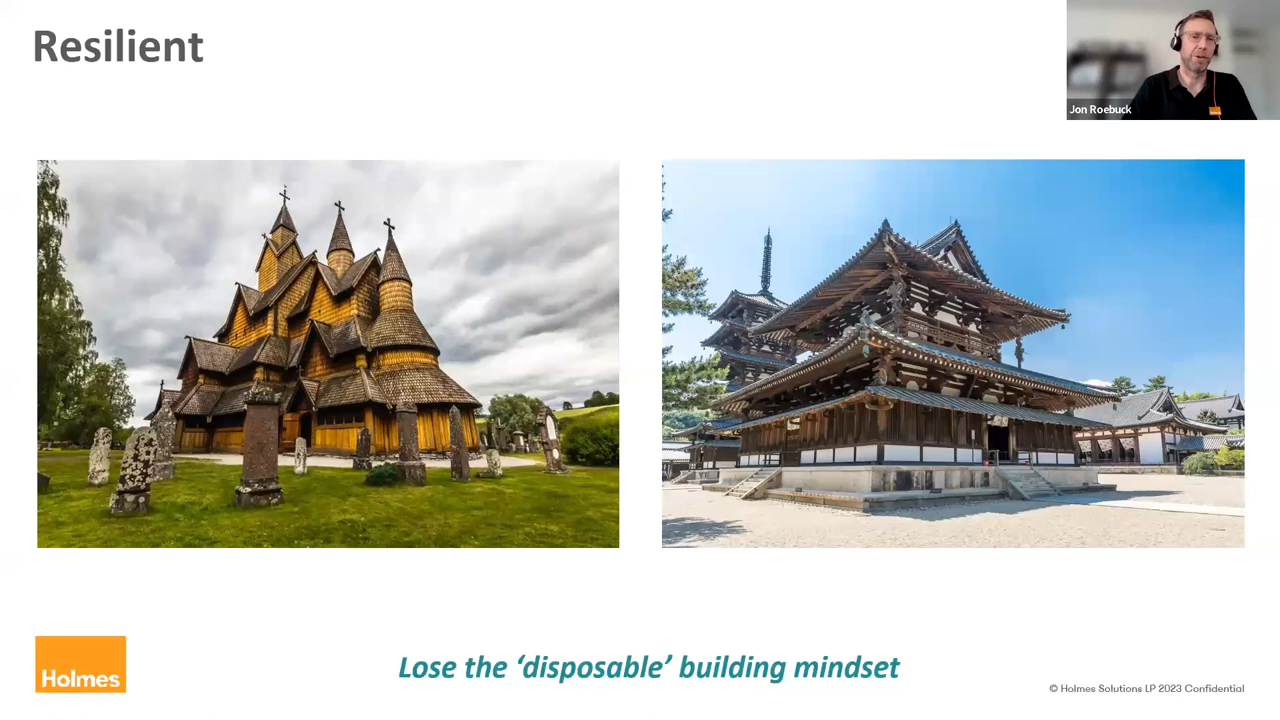 Resilient
Jon Roebuck
Lose the ‘disposable’ building mindset
Holmes
© Holmes Solutions LP 2023 Confidential